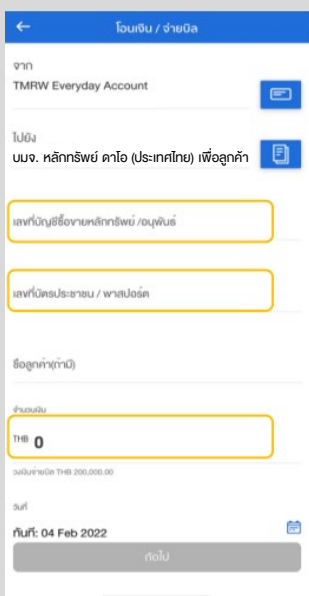 โอนเงิน / จ่ายบิล
จาก
TMRW Everyday Account
ไปยัง
บมจ. หลักทรัพย์ ดาโอ (ประเทศไทย) เพื่อลูกค้า
เลขที่บัญชีซื้อขายหลักทรัพย์ /อนุพันธ์
เลขที่บัตรประชาชน / พาสปอร์ต
ชื่อลูกค้า(ถ้ามี)
จำนวนเงิน
THB 0
วงเงินจ่ายบิล THB 200,000.00
วันที่
ทันที: 04 Feb 2022
ถัดไป